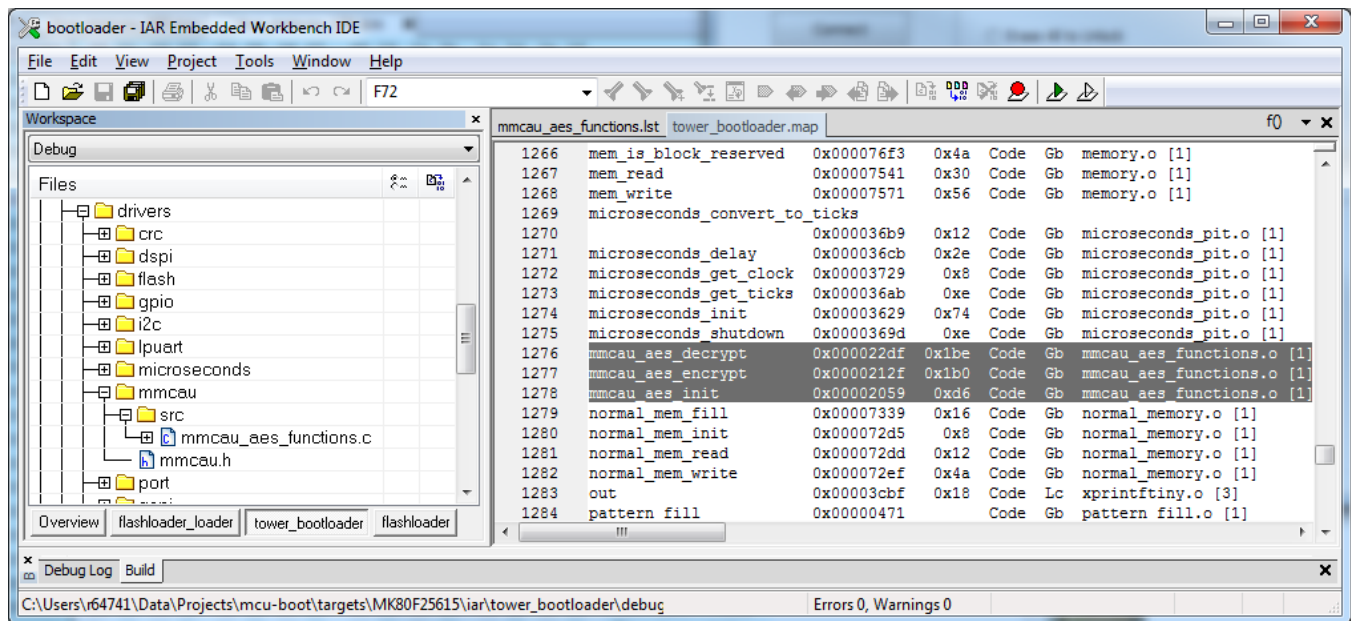 bootloader - IAR Embedded Workbench IDE
File Edit View Project Tools Window Help
F72
Workspace
Debug
Files
drivers
crc
dspi
flash
gpio
i2c
lpuart
microseconds
mmcau
src
mmcau_aes_functions.c
mmcau.h
port
Overview flashloader_loader tower_bootloader flashloader
mmcau_aes_functions.lst tower_bootloader.map f()
1266 mem_is_block_reserved 0x000076f3 0x4a Code Gb memory.o [1]
1267 mem_read 0x00007541 0x30 Code Gb memory.o [1]
1268 mem_write 0x00007571 0x56 Code Gb memory.o [1]
1269 microseconds_convert_to_ticks
1270 0x000036b9 0x12 Code Gb microseconds_pit.o [1]
1271 microseconds_delay 0x000036cb 0x2e Code Gb microseconds_pit.o [1]
1272 microseconds_get_clock 0x00003729 0x8 Code Gb microseconds_pit.o [1]
1273 microseconds_get_ticks 0x000036ab 0xe Code Gb microseconds_pit.o [1]
1274 microseconds_init 0x00003629 0x74 Code Gb microseconds_pit.o [1]
1275 microseconds_shutdown 0x0000369d 0xe Code Gb microseconds_pit.o [1]
1276 mmcau_aes_decrypt 0x000022df 0x1be Code Gb mmcau_aes_functions.o [1]
1277 mmcau_aes_encrypt 0x0000212f 0x1b0 Code Gb mmcau_aes_functions.o [1]
1278 mmcau_aes_init 0x00002059 0xd6 Code Gb mmcau_aes_functions.o [1]
1279 normal_mem_fill 0x00007339 0x16 Code Gb normal_memory.o [1]
1280 normal_mem_init 0x000072d5 0x8 Code Gb normal_memory.o [1]
1281 normal_mem_read 0x000072dd 0x12 Code Gb normal_memory.o [1]
1282 normal_mem_write 0x000072ef 0x4a Code Gb normal_memory.o [1]
1283 out 0x00003cbf 0x18 Code Lc xprintftiny.o [3]
1284 pattern_fill 0x00000471 Code Gb pattern_fill.o [1]
Debug Log Build
C:\Users\r64741\Data\Projects\mcu-boot\targets\MK80F25615\iar\tower_bootloader\debug Errors 0, Warnings 0